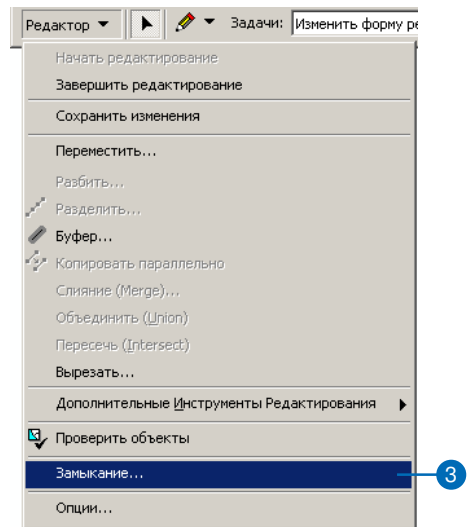 Редактор Задачи: Изменить форму
Начать редактирование
Завершить редактирование
Сохранить изменения
Переместить...
Разбить...
Разделить...
Буфер...
Копировать параллельно
Слияние (Merge)...
Объединить (Union)
Пересечь (Intersect)
Вырезать...
Дополнительные Инструменты Редактирования
Проверить объекты
Замыкание... 3
Опции...